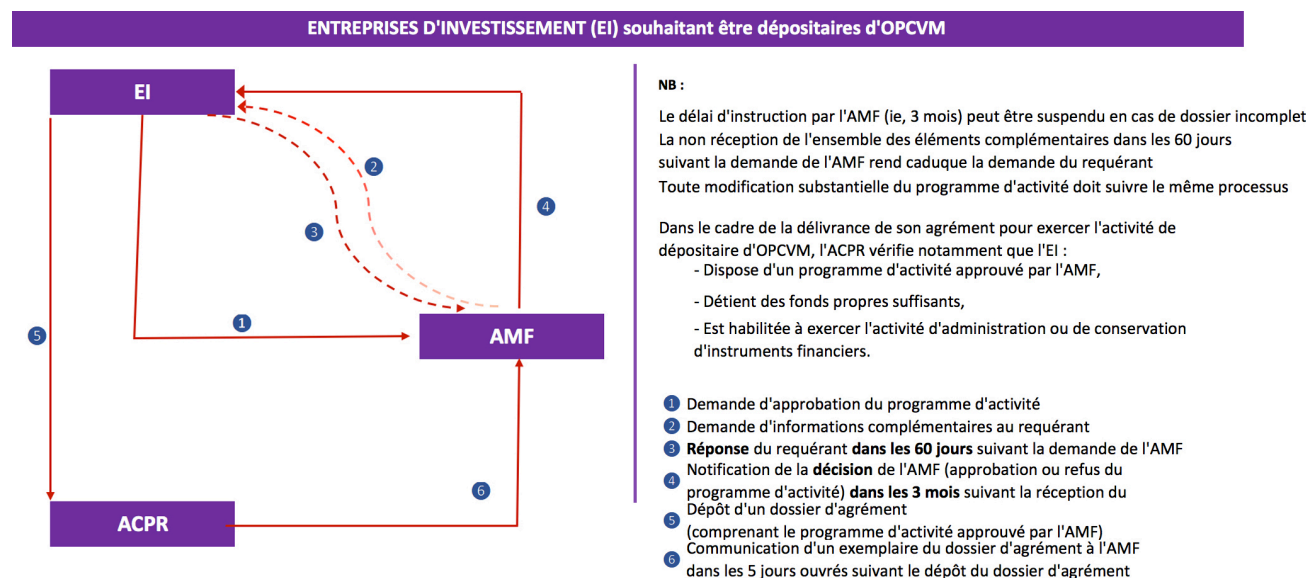 ENTREPRISES D'INVESTISSEMENT (EI) souhaitant être dépositaires d'OPCVM
EI
2
4
3
1
5
AMF
6
ACPR
NB :
Le délai d'instruction par l'AMF (ie, 3 mois) peut être suspendu en cas de dossier incomplet
La non réception de l'ensemble des éléments complémentaires dans les 60 jours
suivant la demande de l'AMF rend caduque la demande du requérant
Toute modification substantielle du programme d'activité doit suivre le même processus
Dans le cadre de la délivrance de son agrément pour exercer l'activité de
dépositaire d'OPCVM, l'ACPR vérifie notamment que l'EI :
- Dispose d'un programme d'activité approuvé par l'AMF,
- Détient des fonds propres suffisants,
- Est habilitée à exercer l'activité d'administration ou de conservation
d'instruments financiers.
1 Demande d'approbation du programme d'activité
2 Demande d'informations complémentaires au requérant
3 Réponse du requérant dans les 60 jours suivant la demande de l'AMF
4 Notification de la décision de l'AMF (approbation ou refus du
programme d'activité) dans les 3 mois suivant la réception du
5 Dépôt d'un dossier d'agrément
(comprenant le programme d'activité approuvé par l'AMF)
6 Communication d'un exemplaire du dossier d'agrément à l'AMF
dans les 5 jours ouvrés suivant le dépôt du dossier d'agrément